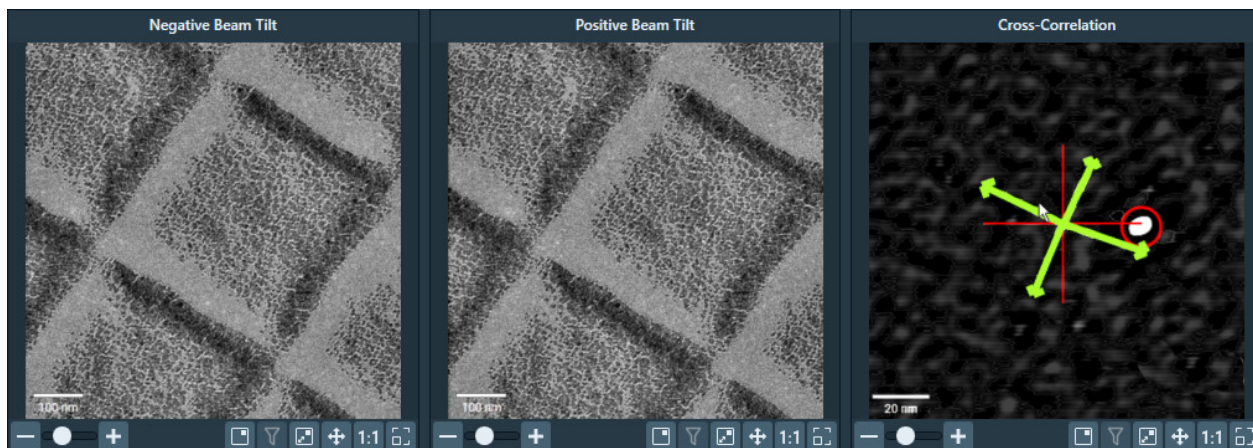 Negative Beam Tilt
Positive Beam Tilt
Cross-Correlation
100 nm
100 nm
20 nm
1:1
1:1
1:1